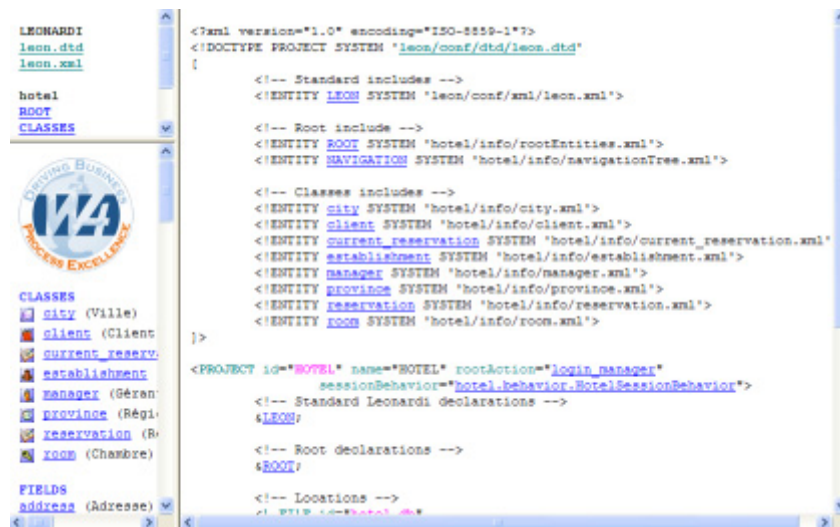 LEONARDI
leon.dtd
leon.xml
hotel
ROOT
CLASSES
DRIVING BUSINESS
W4
PROCESS EXCELLENCE
CLASSES
city (Ville)
client (Client
current_reserv
establishment
manager (Géran
province (Régi
reservation (R
room (Chambre)
FIELDS
address (Adresse)
<?xml version="1.0" encoding="ISO-8859-1"?>
<!DOCTYPE PROJECT SYSTEM "leon/conf/dtd/leon.dtd"
[
<!-- Standard includes -->
<!ENTITY LEON SYSTEM "leon/conf/xml/leon.xml">
<!-- Root include -->
<!ENTITY ROOT SYSTEM "hotel/info/rootEntities.xml">
<!ENTITY NAVIGATION SYSTEM "hotel/info/navigationTree.xml">
<!-- Classes includes -->
<!ENTITY city SYSTEM "hotel/info/city.xml">
<!ENTITY client SYSTEM "hotel/info/client.xml">
<!ENTITY current_reservation SYSTEM "hotel/info/current_reservation.xml"
<!ENTITY establishment SYSTEM "hotel/info/establishment.xml">
<!ENTITY manager SYSTEM "hotel/info/manager.xml">
<!ENTITY province SYSTEM "hotel/info/province.xml">
<!ENTITY reservation SYSTEM "hotel/info/reservation.xml">
<!ENTITY room SYSTEM "hotel/info/room.xml">
]>
<PROJECT id="HOTEL" name="HOTEL" rootAction="login_manager"
sessionBehavior="hotel.behavior.HotelSessionBehavior">
<!-- Standard Leonardi declarations -->
&LEON;
<!-- Root declarations -->
&ROOT;
<!-- Locations -->
<! FILE id="hotel_db"